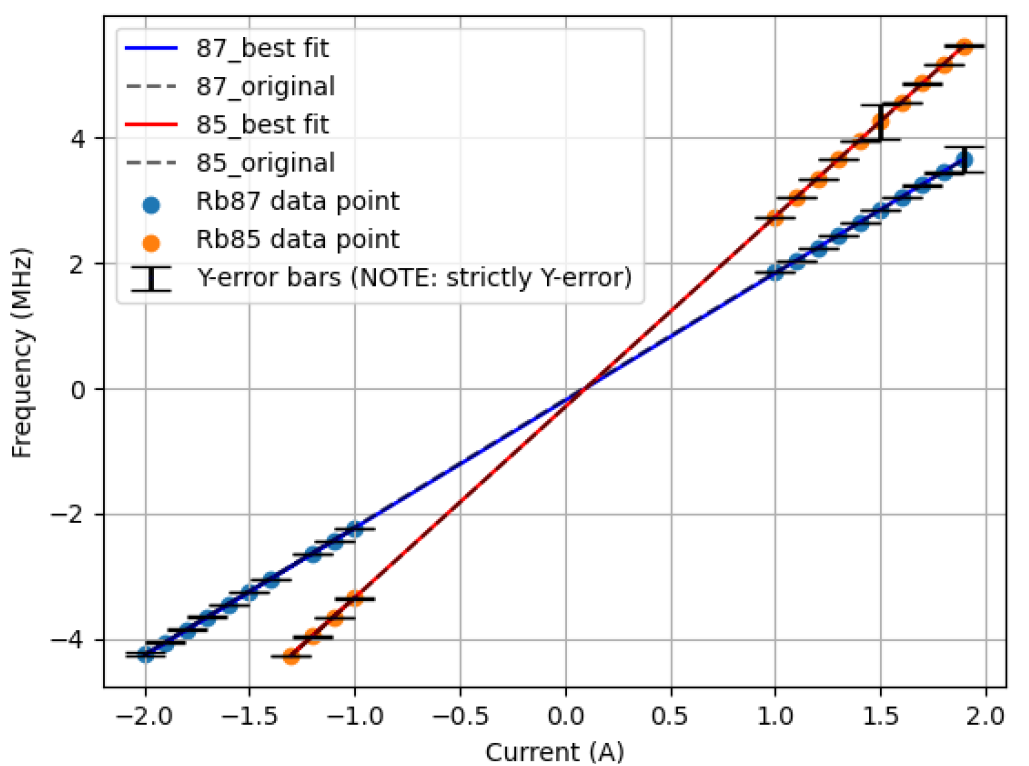 87_best fit
87_original
85_best fit
85_original
Rb87 data point
Rb85 data point
Y-error bars (NOTE: strictly Y-error)
Frequency (MHz)
4
2
0
−2
−4
−2.0 −1.5 −1.0 −0.5 0.0 0.5 1.0 1.5 2.0
Current (A)